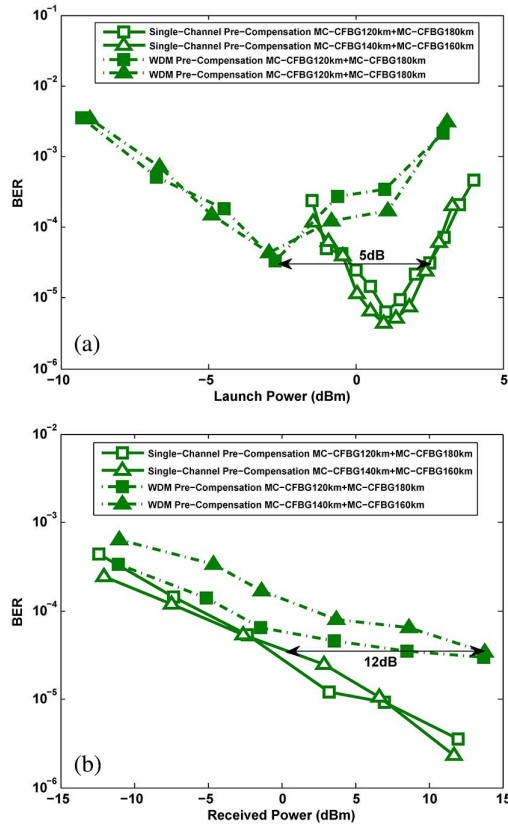 Single-Channel Pre-Compensation MC-CFBG120km+MC-CFBG180km
Single-Channel Pre-Compensation MC-CFBG140km+MC-CFBG160km
WDM Pre-Compensation MC-CFBG120km+MC-CFBG180km
WDM Pre-Compensation MC-CFBG120km+MC-CFBG180km
10⁻¹
10⁻²
10⁻³
10⁻⁴
10⁻⁵
10⁻⁶
BER
5dB
(a)
−10
−5
0
5
Launch Power (dBm)
Single-Channel Pre-Compensation MC-CFBG120km+MC-CFBG180km
Single-Channel Pre-Compensation MC-CFBG140km+MC-CFBG160km
WDM Pre-Compensation MC-CFBG120km+MC-CFBG180km
WDM Pre-Compensation MC-CFBG140km+MC-CFBG160km
10⁻²
10⁻³
10⁻⁴
10⁻⁵
10⁻⁶
BER
12dB
(b)
−15
−10
−5
0
5
10
15
Received Power (dBm)